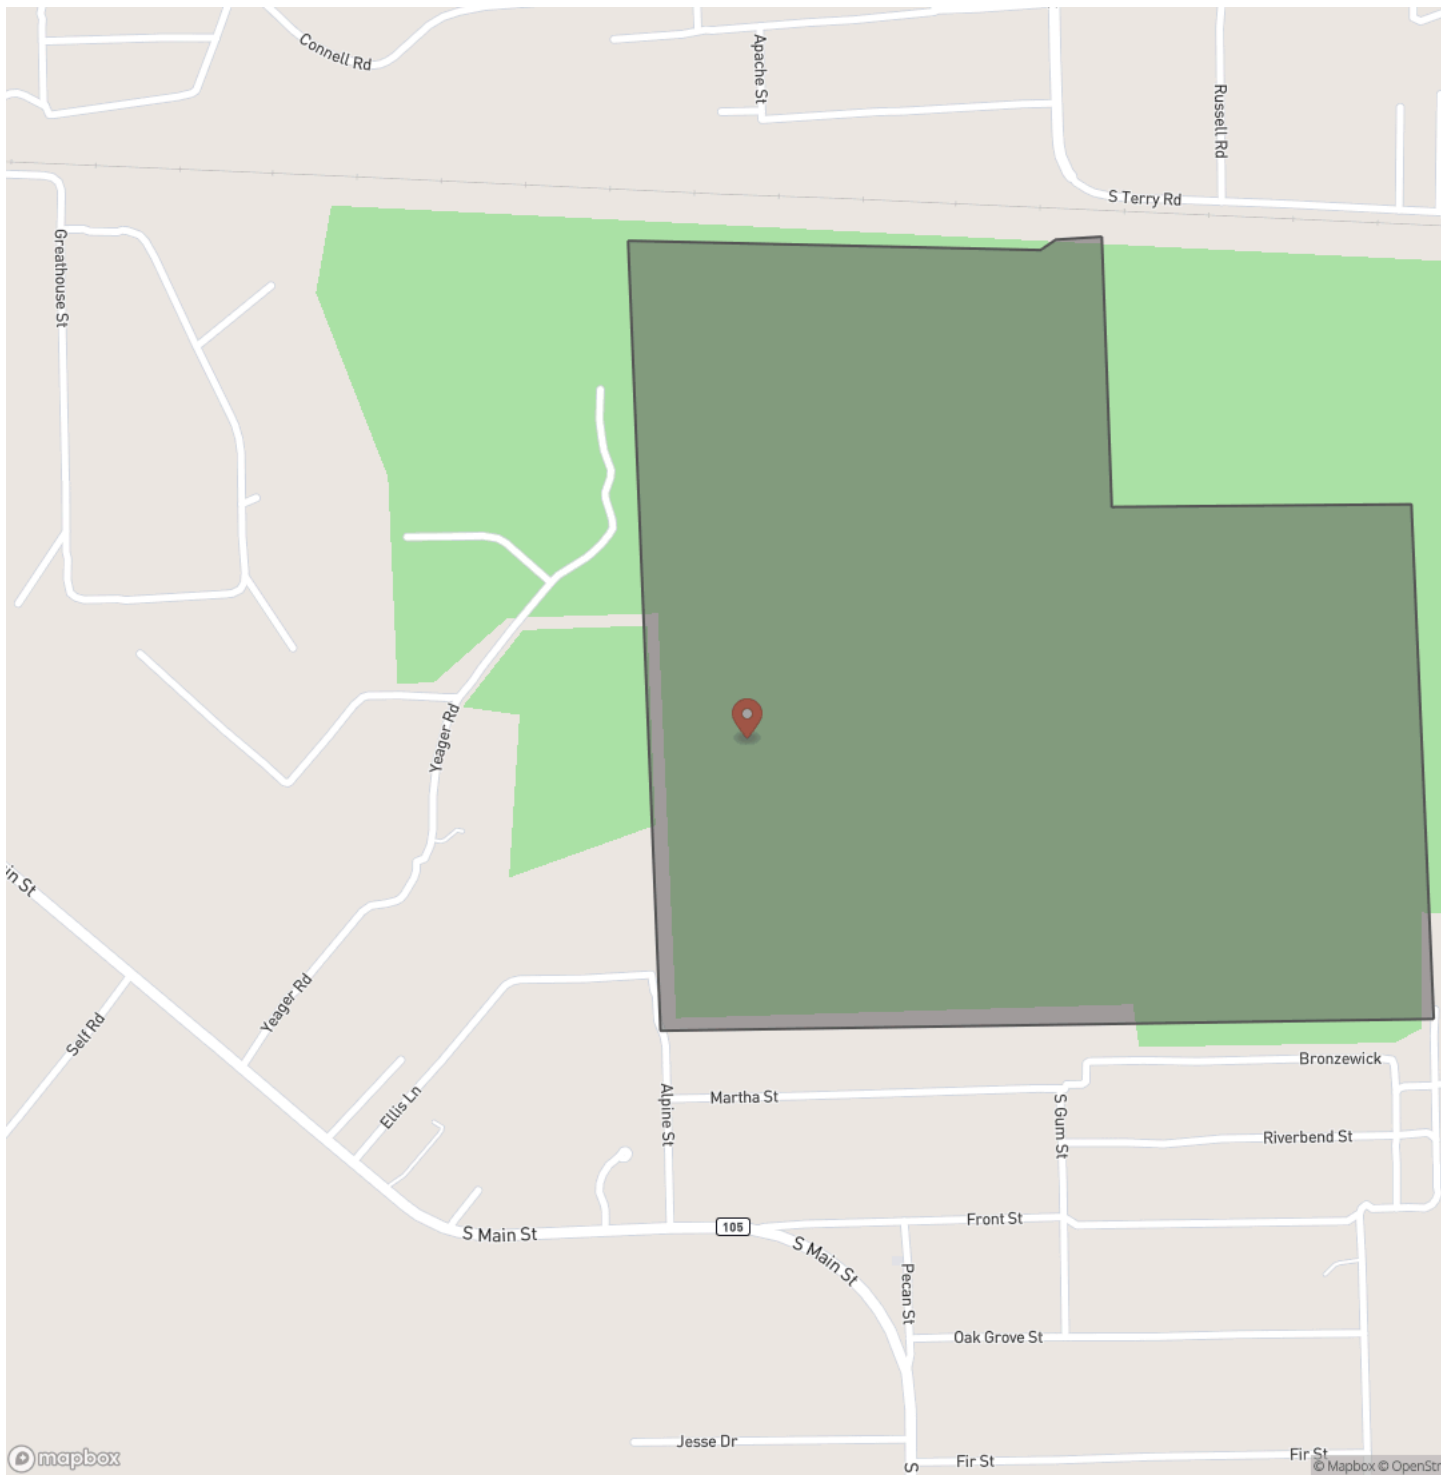 Connell Rd
Apache St
Russell Rd
S Terry Rd
Greathouse St
Yeager Rd
in St
Yeager Rd
Self Rd
Ellis Ln
Alpine St
Martha St
Bronzewick
S Gum St
Riverbend St
105
Front St
S Main St
S Main St
Pecan St
Oak Grove St
Jesse Dr
S
Fir St
Fir St
mapbox
© Mapbox © OpenStr